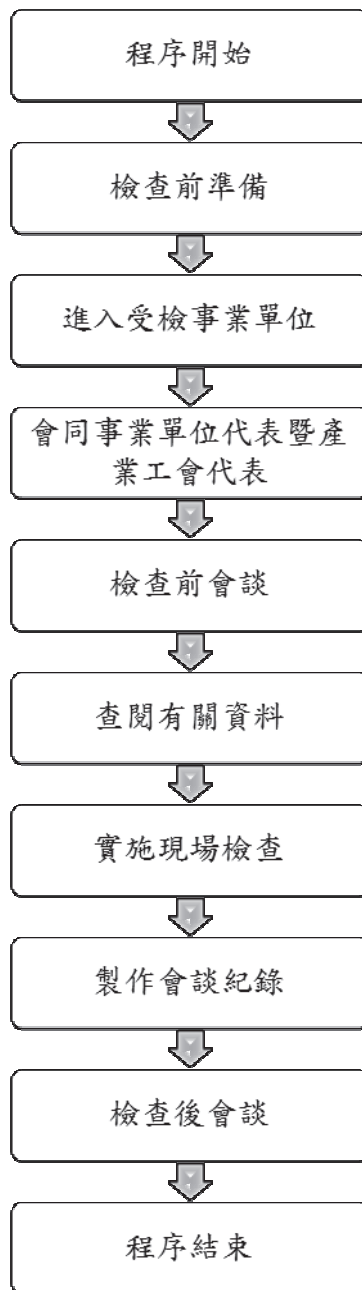 程序開始
檢查前準備
進入受檢事業單位
會同事業單位代表暨產
業工會代表
檢查前會談
查閱有關資料
實施現場檢查
製作會談紀錄
檢查後會談
程序結束